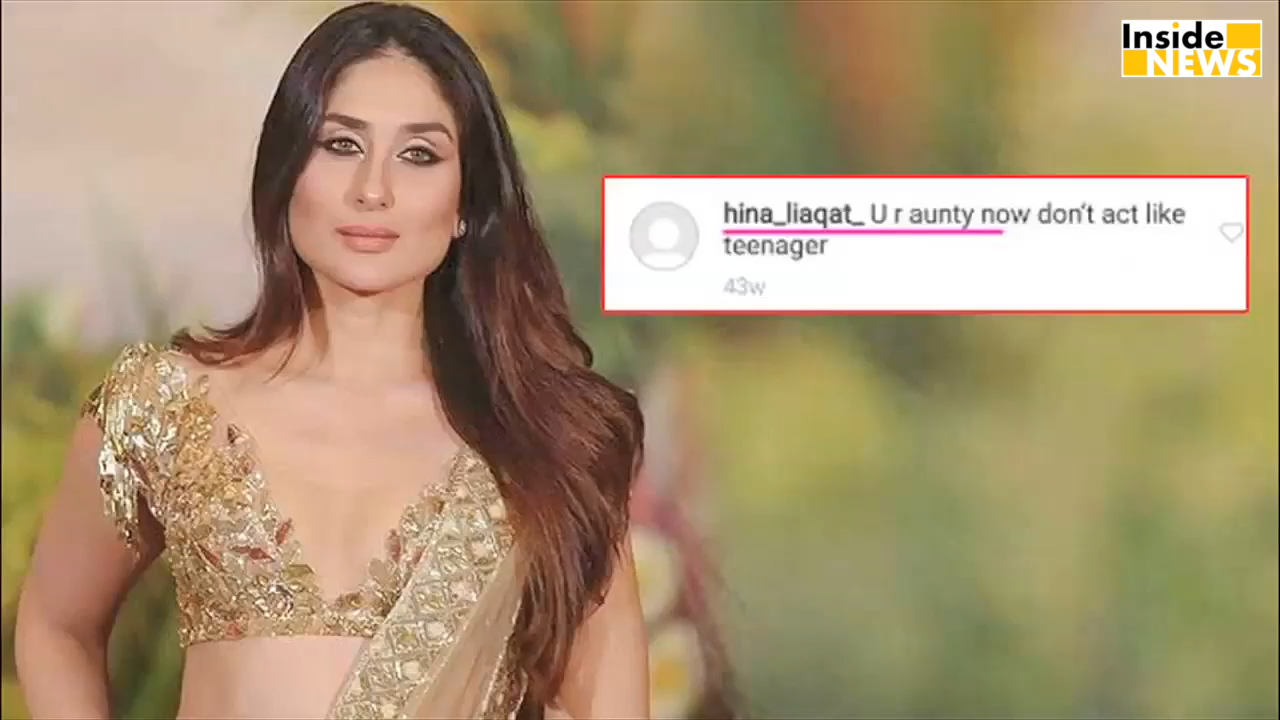 Inside
NEWS
hina_liaqat_ U r aunty now don't act like
teenager
43w